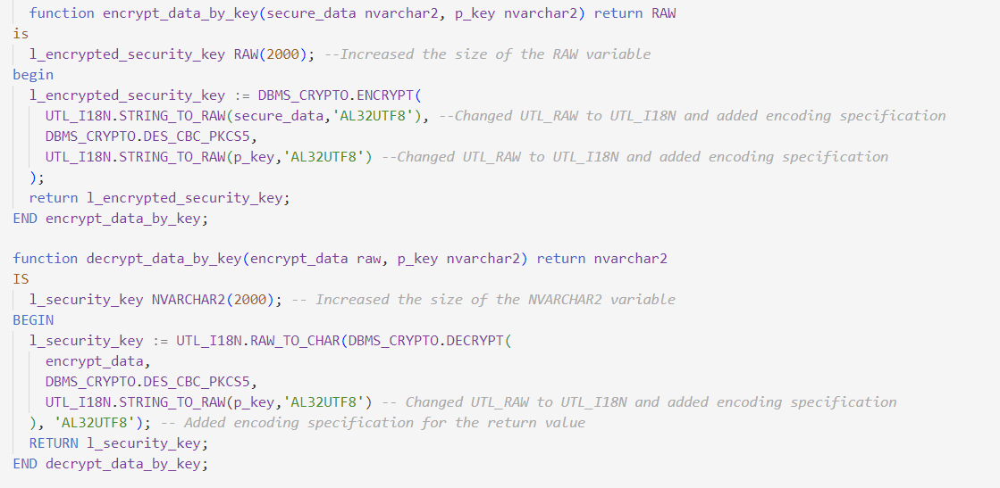 function encrypt_data_by_key(secure_data nvarchar2, p_key nvarchar2) return RAW
is
l_encrypted_security_key RAW(2000); --Increased the size of the RAW variable
begin
l_encrypted_security_key := DBMS_CRYPTO.ENCRYPT(
UTL_I18N.STRING_TO_RAW(secure_data,'AL32UTF8'), --Changed UTL_RAW to UTL_I18N and added encoding specification
DBMS_CRYPTO.DES_CBC_PKCS5,
UTL_I18N.STRING_TO_RAW(p_key,'AL32UTF8') --Changed UTL_RAW to UTL_I18N and added encoding specification
);
return l_encrypted_security_key;
END encrypt_data_by_key;
function decrypt_data_by_key(encrypt_data raw, p_key nvarchar2) return nvarchar2
IS
l_security_key NVARCHAR2(2000); -- Increased the size of the NVARCHAR2 variable
BEGIN
l_security_key := UTL_I18N.RAW_TO_CHAR(DBMS_CRYPTO.DECRYPT(
encrypt_data,
DBMS_CRYPTO.DES_CBC_PKCS5,
UTL_I18N.STRING_TO_RAW(p_key,'AL32UTF8') -- Changed UTL_RAW to UTL_I18N and added encoding specification
), 'AL32UTF8'); -- Added encoding specification for the return value
RETURN l_security_key;
END decrypt_data_by_key;